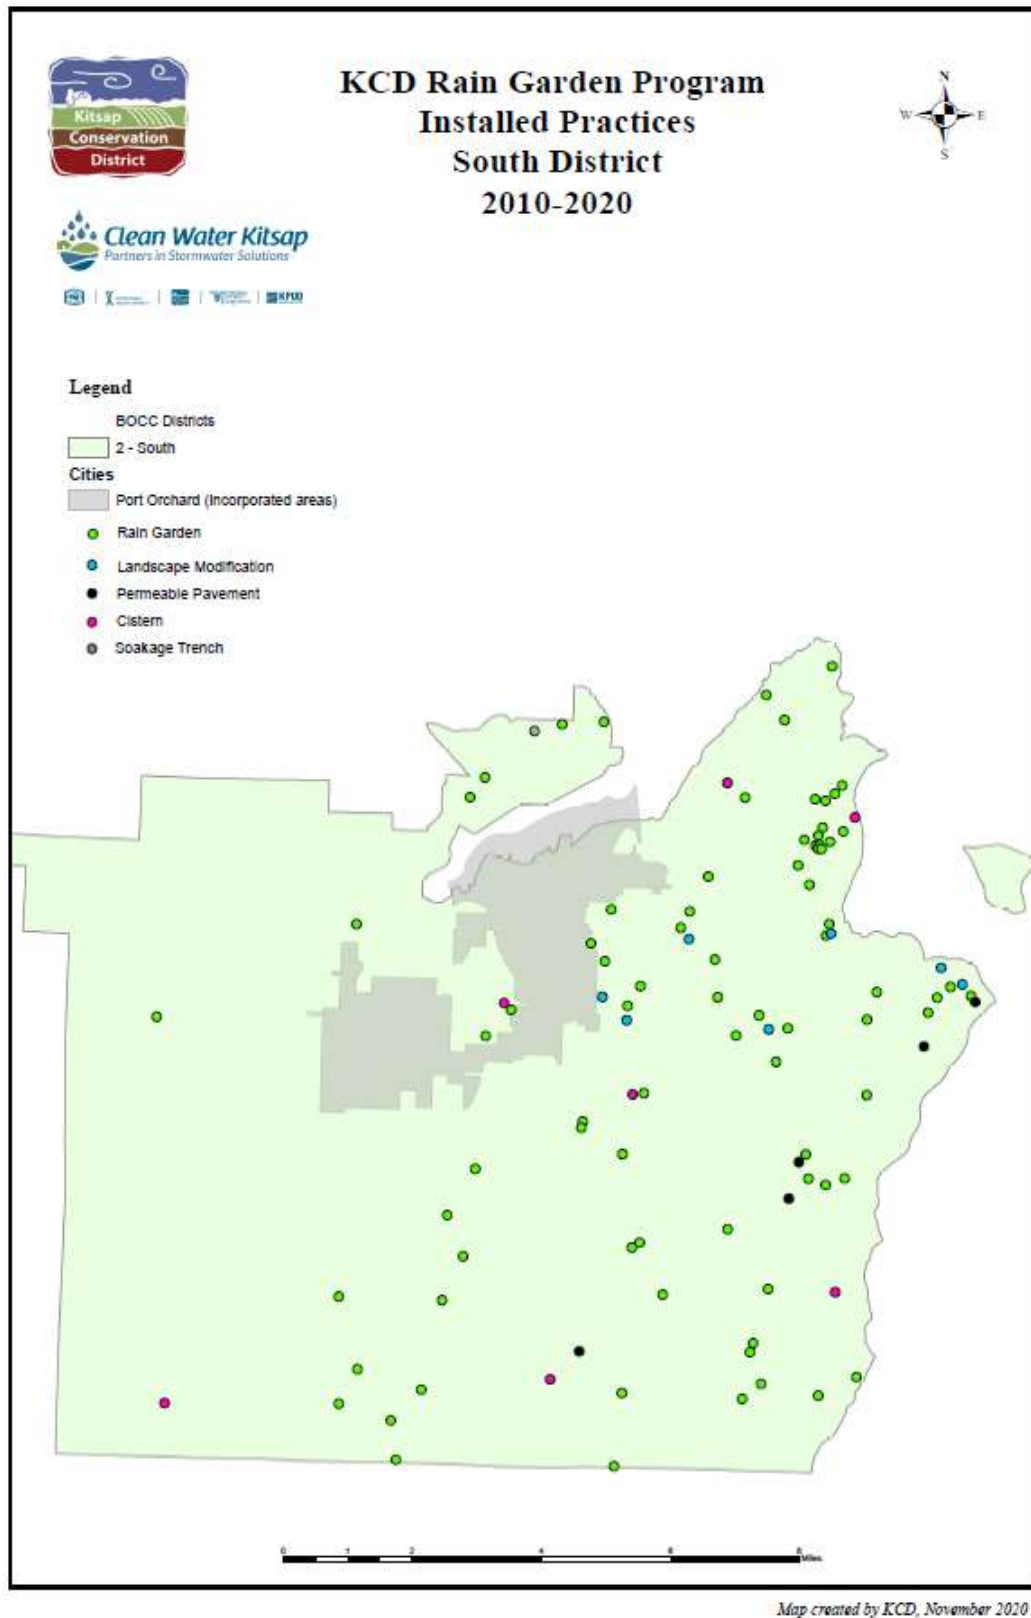 KCD Rain Garden Program
Installed Practices
South District
2010-2020
Kitsap
Conservation
District
N
W
E
S
Clean Water Kitsap
Partners in Stormwater Solutions
KPUD
Legend
BOCC Districts
2 - South
Cities
Port Orchard (Incorporated areas)
Rain Garden
Landscape Modification
Permeable Pavement
Cistern
Soakage Trench
0 1 2 4 6 8
Miles
Map created by KCD, November 2020